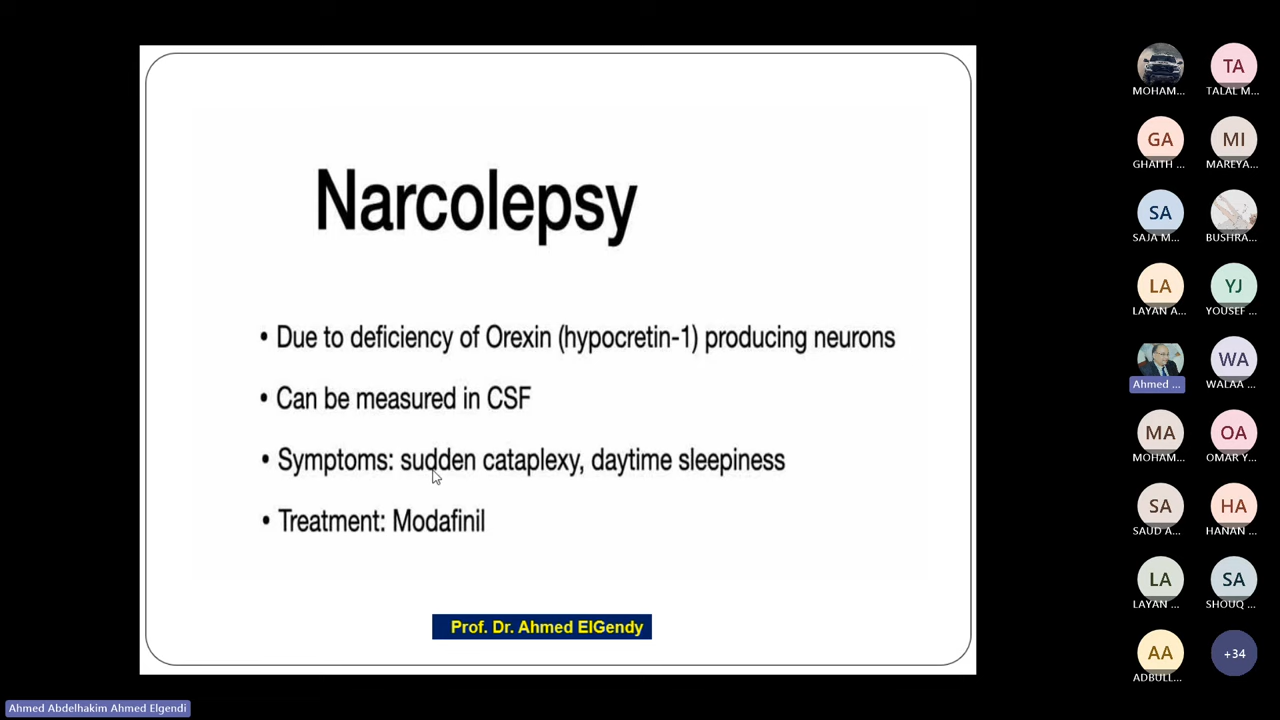 Narcolepsy
• Due to deficiency of Orexin (hypocretin-1) producing neurons
• Can be measured in CSF
• Symptoms: sudden cataplexy, daytime sleepiness
• Treatment: Modafinil
Prof. Dr. Ahmed ElGendy
Ahmed Abdelhakim Ahmed Elgendi
MOHAM...
TA
TALAL M...
GA
GHAITH ...
MI
MAREYA...
SA
SAJA M...
BUSHRA...
LA
LAYAN A...
YJ
YOUSEF ...
Ahmed ...
WA
WALAA ...
MA
MOHAM...
OA
OMAR Y...
SA
SAUD A...
HA
HANAN ...
LA
LAYAN ...
SA
SHOUQ ...
AA
ADBULL...
+34